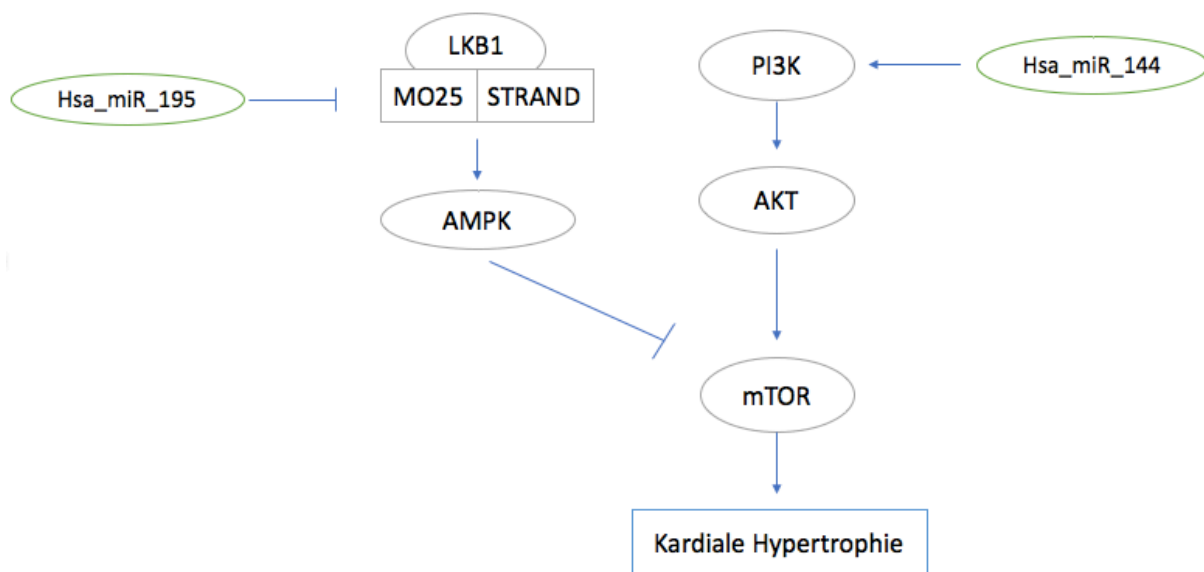 LKB1
MO25 STRAND
Hsa_miR_195
PI3K
Hsa_miR_144
AMPK
AKT
mTOR
Kardiale Hypertrophie